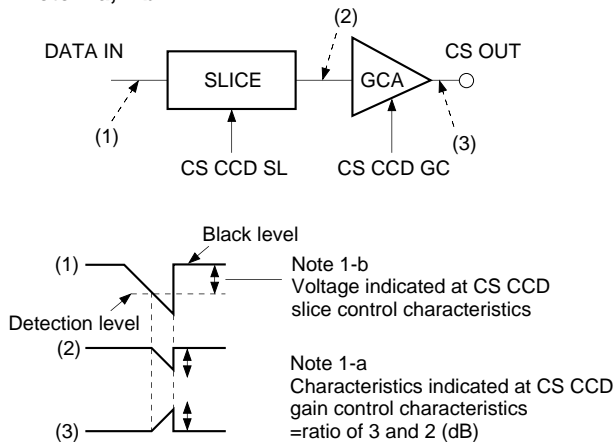 (2)
DATA IN
CS OUT
SLICE
GCA
(1)
(3)
CS CCD SL
CS CCD GC
Black level
(1)
Note 1-b
Voltage indicated at CS CCD
slice control characteristics
Detection level
(2)
Note 1-a
Characteristics indicated at CS CCD
gain control characteristics
=ratio of 3 and 2 (dB)
(3)